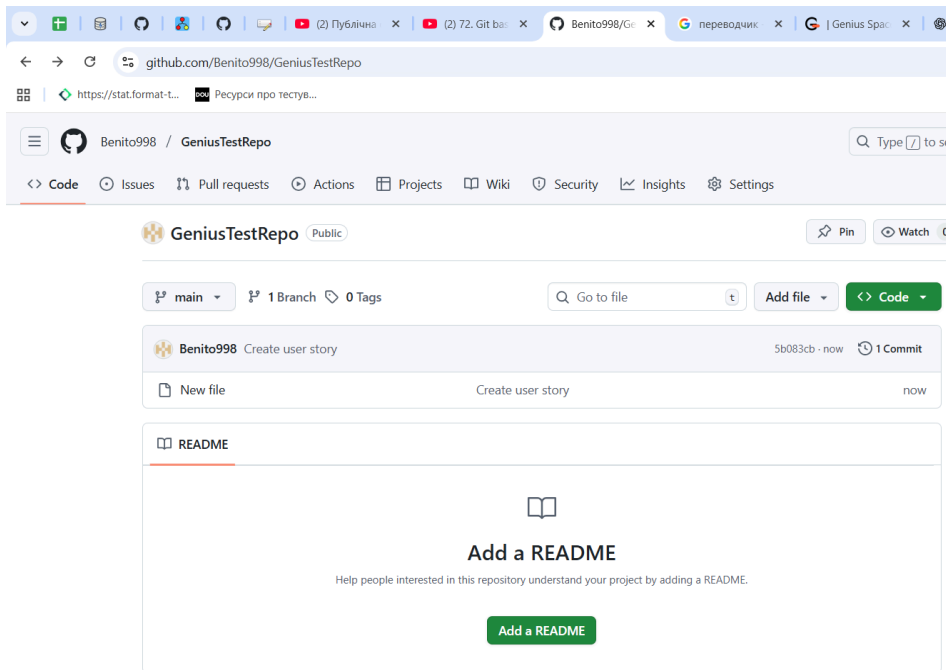 (2) Публічна
(2) 72. Git bas
Benito998/Ge
переводчик
| Genius Spac
github.com/Benito998/GeniusTestRepo
https://stat.format-t...
DOU Ресурси про тестув...
Benito998 / GeniusTestRepo
Type / to se
Code Issues Pull requests Actions Projects Wiki Security Insights Settings
GeniusTestRepo Public
Pin Watch 0
main 1 Branch 0 Tags
Go to file t Add file Code
Benito998 Create user story 5b083cb · now 1 Commit
New file Create user story now
README
Add a README
Help people interested in this repository understand your project by adding a README.
Add a README